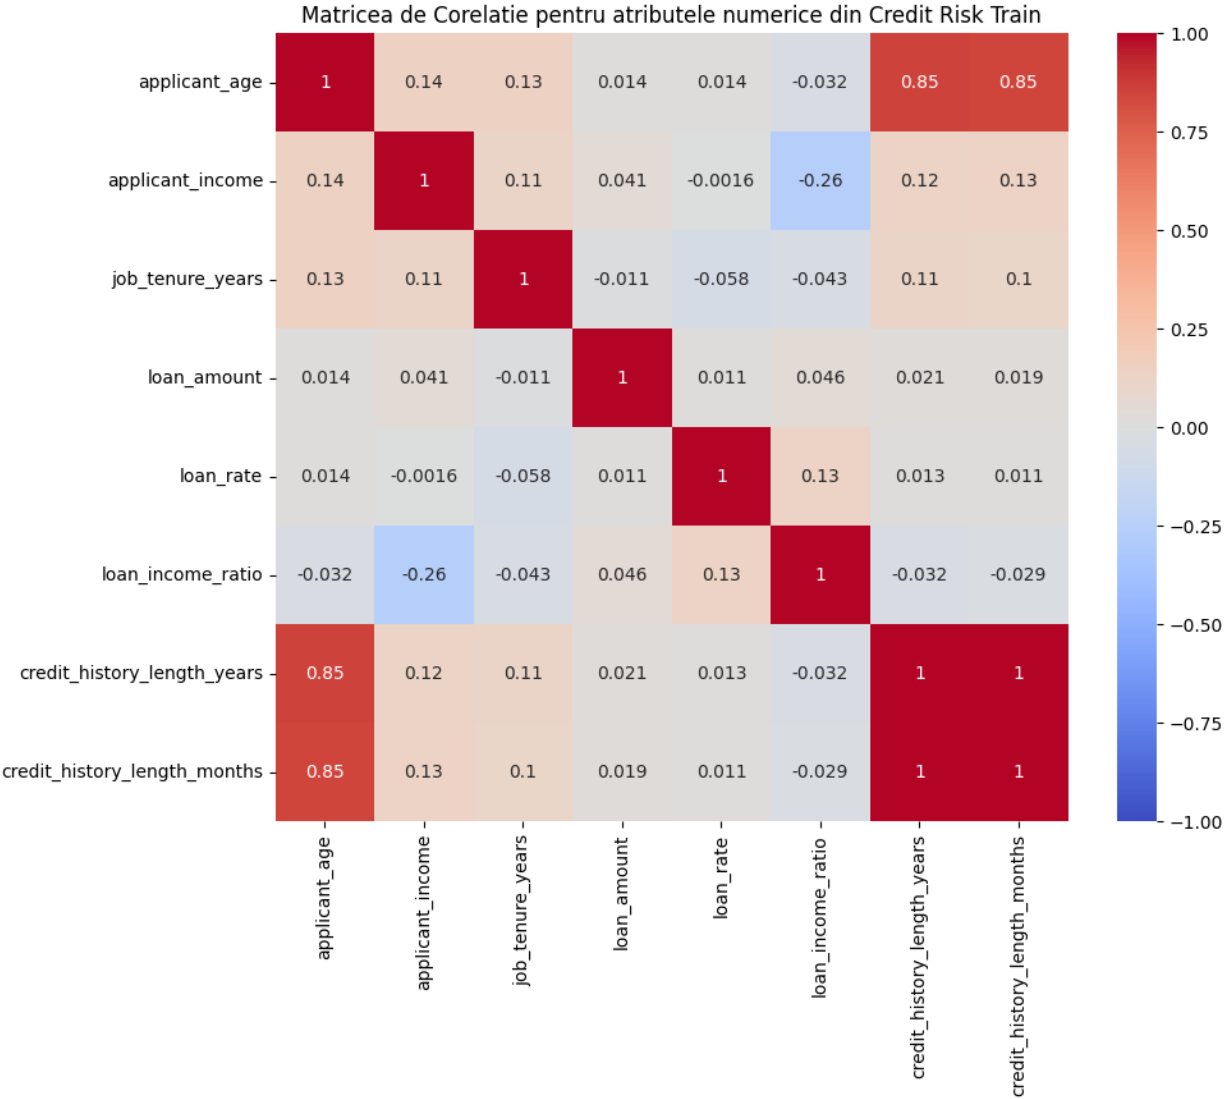 Matricea de Corelatie pentru atributele numerice din Credit Risk Train
applicant_age 1 0.14 0.13 0.014 0.014 -0.032 0.85 0.85
applicant_income 0.14 1 0.11 0.041 -0.0016 -0.26 0.12 0.13
job_tenure_years 0.13 0.11 1 -0.011 -0.058 -0.043 0.11 0.1
loan_amount 0.014 0.041 -0.011 1 0.011 0.046 0.021 0.019
loan_rate 0.014 -0.0016 -0.058 0.011 1 0.13 0.013 0.011
loan_income_ratio -0.032 -0.26 -0.043 0.046 0.13 1 -0.032 -0.029
credit_history_length_years 0.85 0.12 0.11 0.021 0.013 -0.032 1 1
credit_history_length_months 0.85 0.13 0.1 0.019 0.011 -0.029 1 1
applicant_age
applicant_income
job_tenure_years
loan_amount
loan_rate
loan_income_ratio
credit_history_length_years
credit_history_length_months
1.00
0.75
0.50
0.25
0.00
−0.25
−0.50
−0.75
−1.00